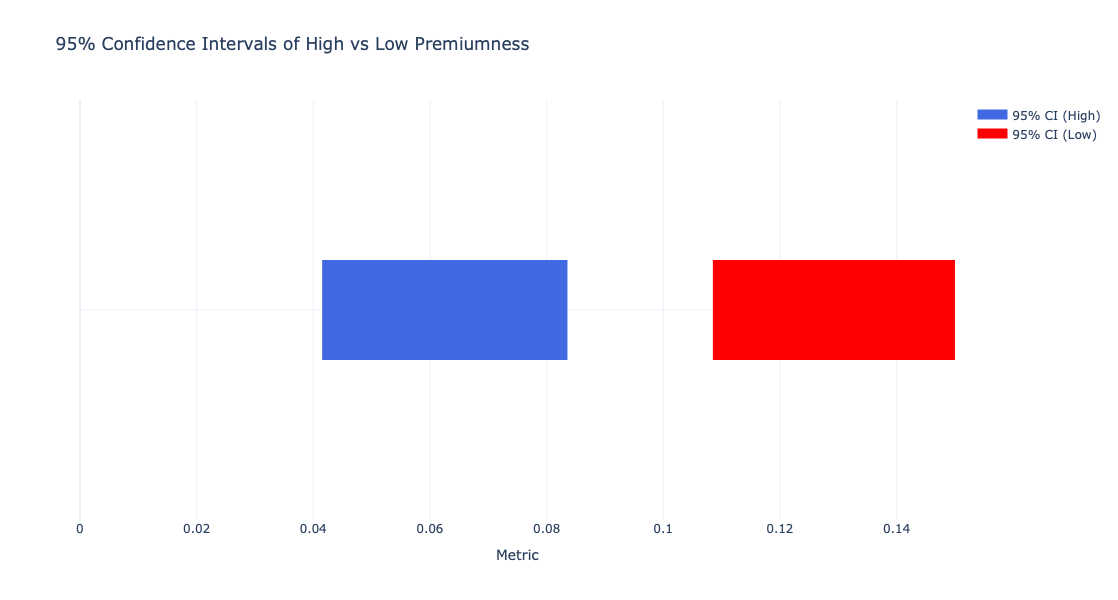 95% Confidence Intervals of High vs Low Premiumness
95% CI (High)
95% CI (Low)
0 0.02 0.04 0.06 0.08 0.1 0.12 0.14
Metric